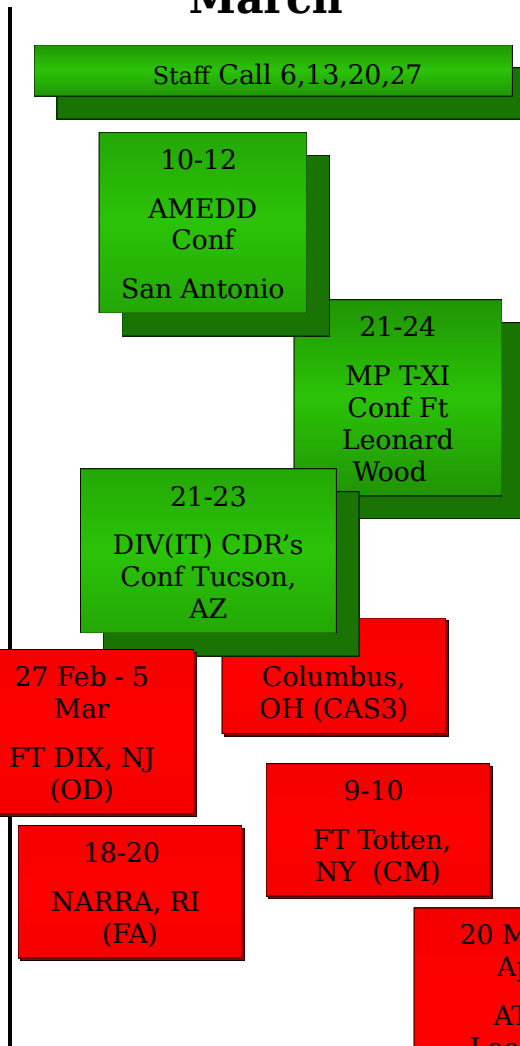 March
Staff Call 6,13,20,27
10-12
AMEDD
Conf
San Antonio
21-24
MP T-XI
Conf Ft
Leonard
Wood
21-23
DIV(IT) CDR’s
Conf Tucson,
AZ
Columbus,
OH (CAS3)
27 Feb - 5
Mar
FT DIX, NJ
(OD)
9-10
FT Totten,
NY (CM)
18-20
NARRA, RI
(FA)
20